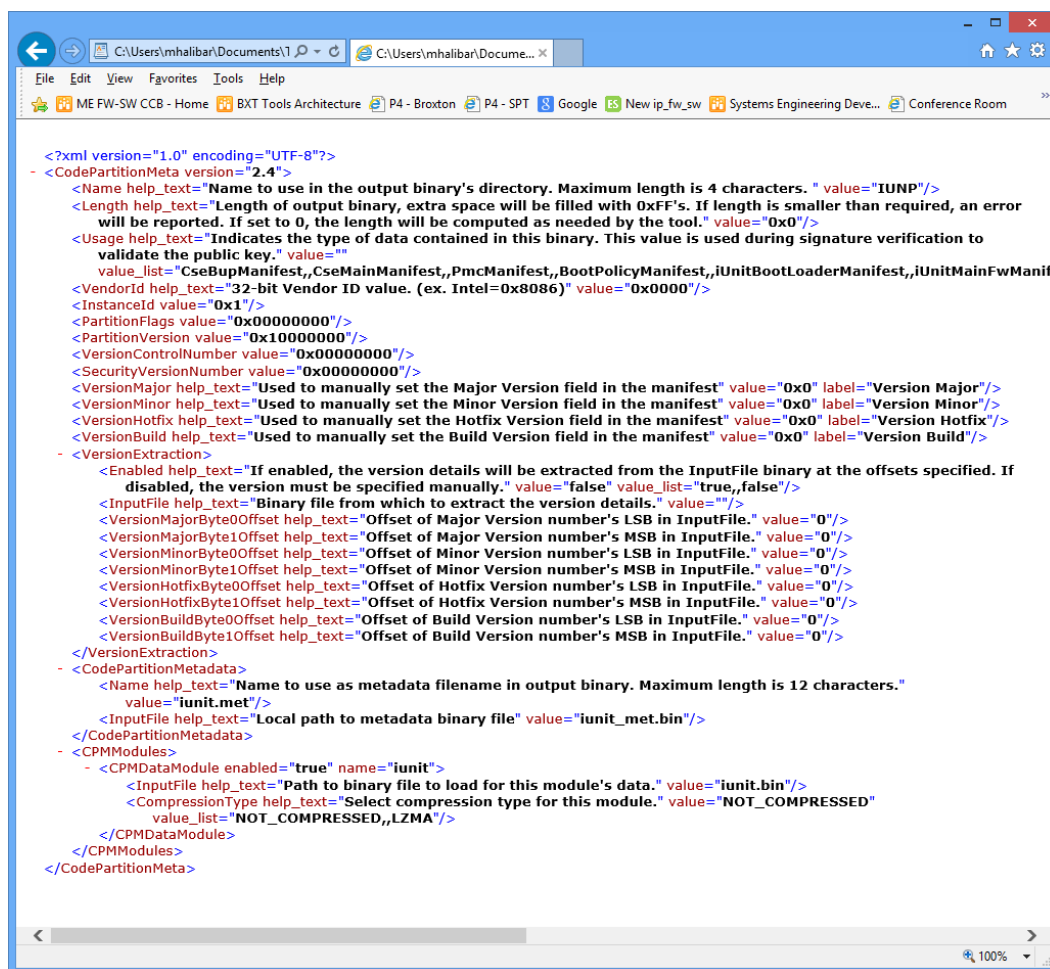 C:\Users\mhalibar\Documents\1
C:\Users\mhalibar\Docume...
File Edit View Favorites Tools Help
ME FW-SW CCB - Home BXT Tools Architecture P4 - Broxton P4 - SPT Google New ip_fw_sw Systems Engineering Deve... Conference Room
<?xml version="1.0" encoding="UTF-8"?>
- <CodePartitionMeta version="2.4">
<Name help_text="Name to use in the output binary's directory. Maximum length is 4 characters. " value="IUNP"/>
<Length help_text="Length of output binary, extra space will be filled with 0xFF's. If length is smaller than required, an error
will be reported. If set to 0, the length will be computed as needed by the tool." value="0x0"/>
<Usage help_text="Indicates the type of data contained in this binary. This value is used during signature verification to
validate the public key." value=""
value_list="CseBupManifest,,CseMainManifest,,PmcManifest,,BootPolicyManifest,,iUnitBootLoaderManifest,,iUnitMainFwManif
<VendorId help_text="32-bit Vendor ID value. (ex. Intel=0x8086)" value="0x0000"/>
<InstanceId value="0x1"/>
<PartitionFlags value="0x00000000"/>
<PartitionVersion value="0x10000000"/>
<VersionControlNumber value="0x00000000"/>
<SecurityVersionNumber value="0x00000000"/>
<VersionMajor help_text="Used to manually set the Major Version field in the manifest" value="0x0" label="Version Major"/>
<VersionMinor help_text="Used to manually set the Minor Version field in the manifest" value="0x0" label="Version Minor"/>
<VersionHotfix help_text="Used to manually set the Hotfix Version field in the manifest" value="0x0" label="Version Hotfix"/>
<VersionBuild help_text="Used to manually set the Build Version field in the manifest" value="0x0" label="Version Build"/>
- <VersionExtraction>
<Enabled help_text="If enabled, the version details will be extracted from the InputFile binary at the offsets specified. If
disabled, the version must be specified manually." value="false" value_list="true,,false"/>
<InputFile help_text="Binary file from which to extract the version details." value=""/>
<VersionMajorByte0Offset help_text="Offset of Major Version number's LSB in InputFile." value="0"/>
<VersionMajorByte1Offset help_text="Offset of Major Version number's MSB in InputFile." value="0"/>
<VersionMinorByte0Offset help_text="Offset of Minor Version number's LSB in InputFile." value="0"/>
<VersionMinorByte1Offset help_text="Offset of Minor Version number's MSB in InputFile." value="0"/>
<VersionHotfixByte0Offset help_text="Offset of Hotfix Version number's LSB in InputFile." value="0"/>
<VersionHotfixByte1Offset help_text="Offset of Hotfix Version number's MSB in InputFile." value="0"/>
<VersionBuildByte0Offset help_text="Offset of Build Version number's LSB in InputFile." value="0"/>
<VersionBuildByte1Offset help_text="Offset of Build Version number's MSB in InputFile." value="0"/>
</VersionExtraction>
- <CodePartitionMetadata>
<Name help_text="Name to use as metadata filename in output binary. Maximum length is 12 characters."
value="iunit.met"/>
<InputFile help_text="Local path to metadata binary file" value="iunit_met.bin"/>
</CodePartitionMetadata>
- <CPMModules>
- <CPMDataModule enabled="true" name="iunit">
<InputFile help_text="Path to binary file to load for this module's data." value="iunit.bin"/>
<CompressionType help_text="Select compression type for this module." value="NOT_COMPRESSED"
value_list="NOT_COMPRESSED,,LZMA"/>
</CPMDataModule>
</CPMModules>
</CodePartitionMeta>
100%